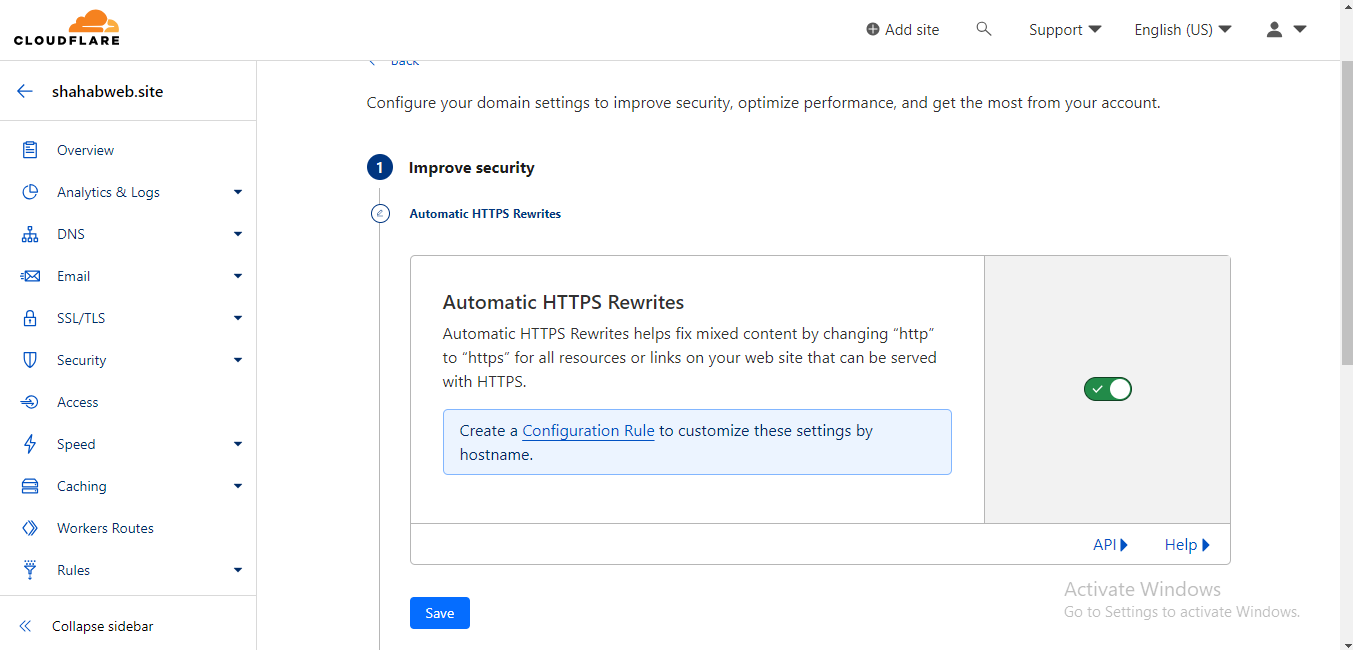 CLOUDFLARE
Add site
Support
English (US)
shahabweb.site
Overview
Analytics & Logs
DNS
Email
SSL/TLS
Security
Access
Speed
Caching
Workers Routes
Rules
Collapse sidebar
Back
Configure your domain settings to improve security, optimize performance, and get the most from your account.
1 Improve security
Automatic HTTPS Rewrites
Automatic HTTPS Rewrites
Automatic HTTPS Rewrites helps fix mixed content by changing “http”
to “https” for all resources or links on your web site that can be served
with HTTPS.
Create a Configuration Rule to customize these settings by
hostname.
API
Help
Save
Activate Windows
Go to Settings to activate Windows.